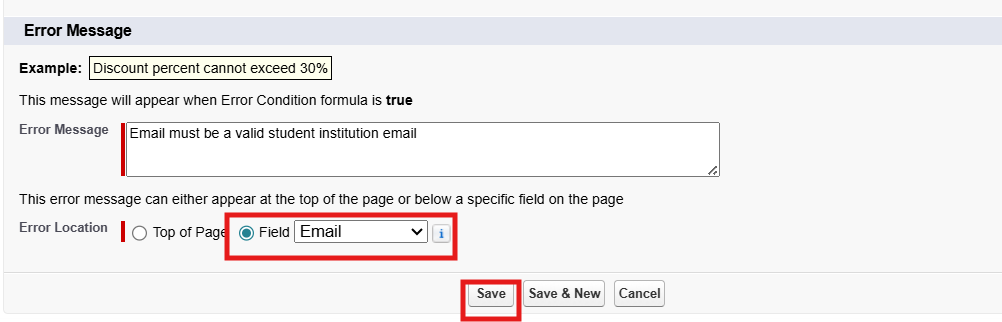 Error Message
Example: Discount percent cannot exceed 30%
This message will appear when Error Condition formula is true
Error Message Email must be a valid student institution email
This error message can either appear at the top of the page or below a specific field on the page
Error Location Top of Page Field Email i
Save Save & New Cancel